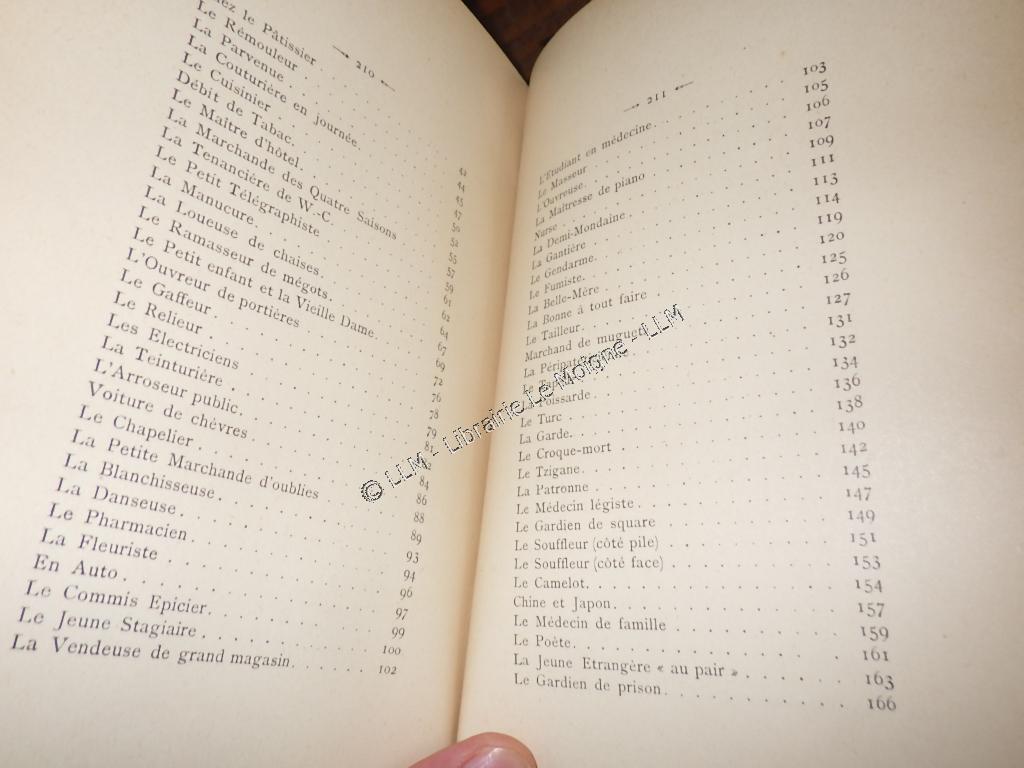 210
le Pâtissier 42
Le Rémouleur 44
La Parvenue 45
La Couturière en journée. 47
Le Cuisinier 50
Débit de Tabac. 52
Le Maître d'hôtel. 55
La Marchande des Quatre Saisons 57
La Tenancière de W.-C. 59
Le Petit Télégraphiste 61
La Manucure 62
La Loueuse de chaises. 64
Le Ramasseur de mégots. 67
Le Petit enfant et la Vieille Dame. 69
L'Ouvreur de portières 72
Le Gaffeur. 76
Le Relieur 78
Les Electriciens 79
La Teinturière 81
L'Arroseur public. 82
Voiture de chèvres 84
Le Chapelier 86
La Petite Marchande d'oublies 88
La Blanchisseuse 89
La Danseuse. 93
Le Pharmacien. 94
La Fleuriste 96
En Auto. 97
Le Commis Epicier. 99
Le Jeune Stagiaire 100
La Vendeuse de grand magasin. 102
211
L'Etudiant en médecine. 103
Le Masseur 105
L'Ouvreuse. 106
La Maîtresse de piano 107
Nurse 109
La Demi-Mondaine 111
La Gantière 113
Le Gendarme. 114
Le Fumiste. 119
La Belle-Mère 120
La Bonne à tout faire 125
Le Tailleur. 126
Marchand de muguet 127
La 131
Le 132
La Poissarde 134
Le Turc 136
La Garde. 138
Le Croque-mort 140
Le Tzigane. 142
La Patronne 145
Le Médecin légiste 147
Le Gardien de square 149
Le Souffleur (côté pile) 151
Le Souffleur (côté face) 153
Le Camelot. 154
Chine et Japon. 157
Le Médecin de famille 159
Le Poète. 161
La Jeune Etrangère « au pair » 163
Le Gardien de prison. 166
© LLM - Librairie Le Moigne - LLM